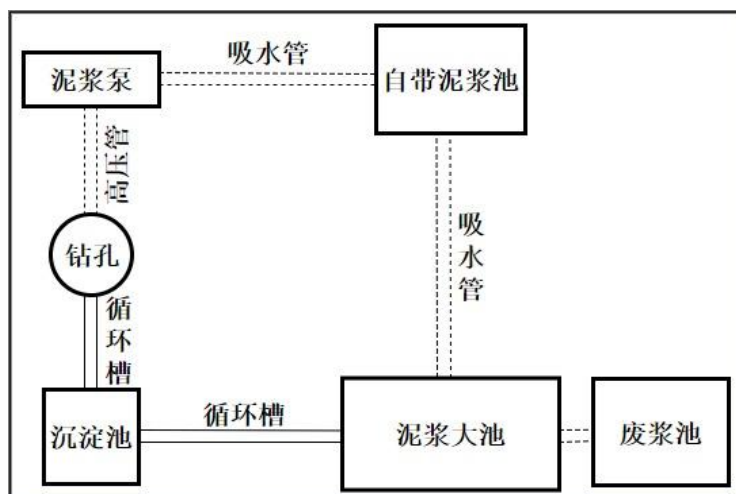 吸水管
泥浆泵
自带泥浆池
高压管
吸水管
钻孔
循环槽
循环槽
沉淀池
泥浆大池
废浆池